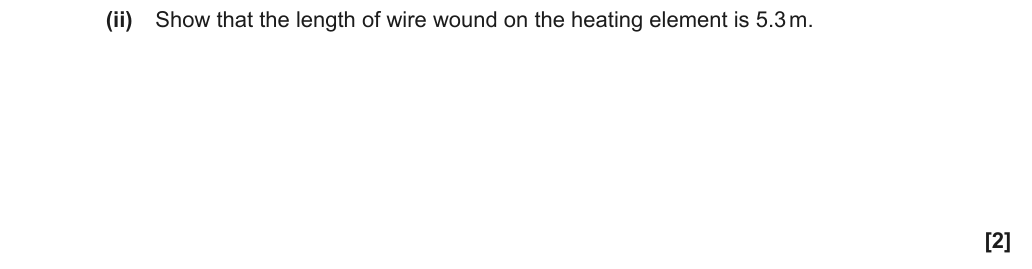 (ii) Show that the length of wire wound on the heating element is 5.3 m.
[2]